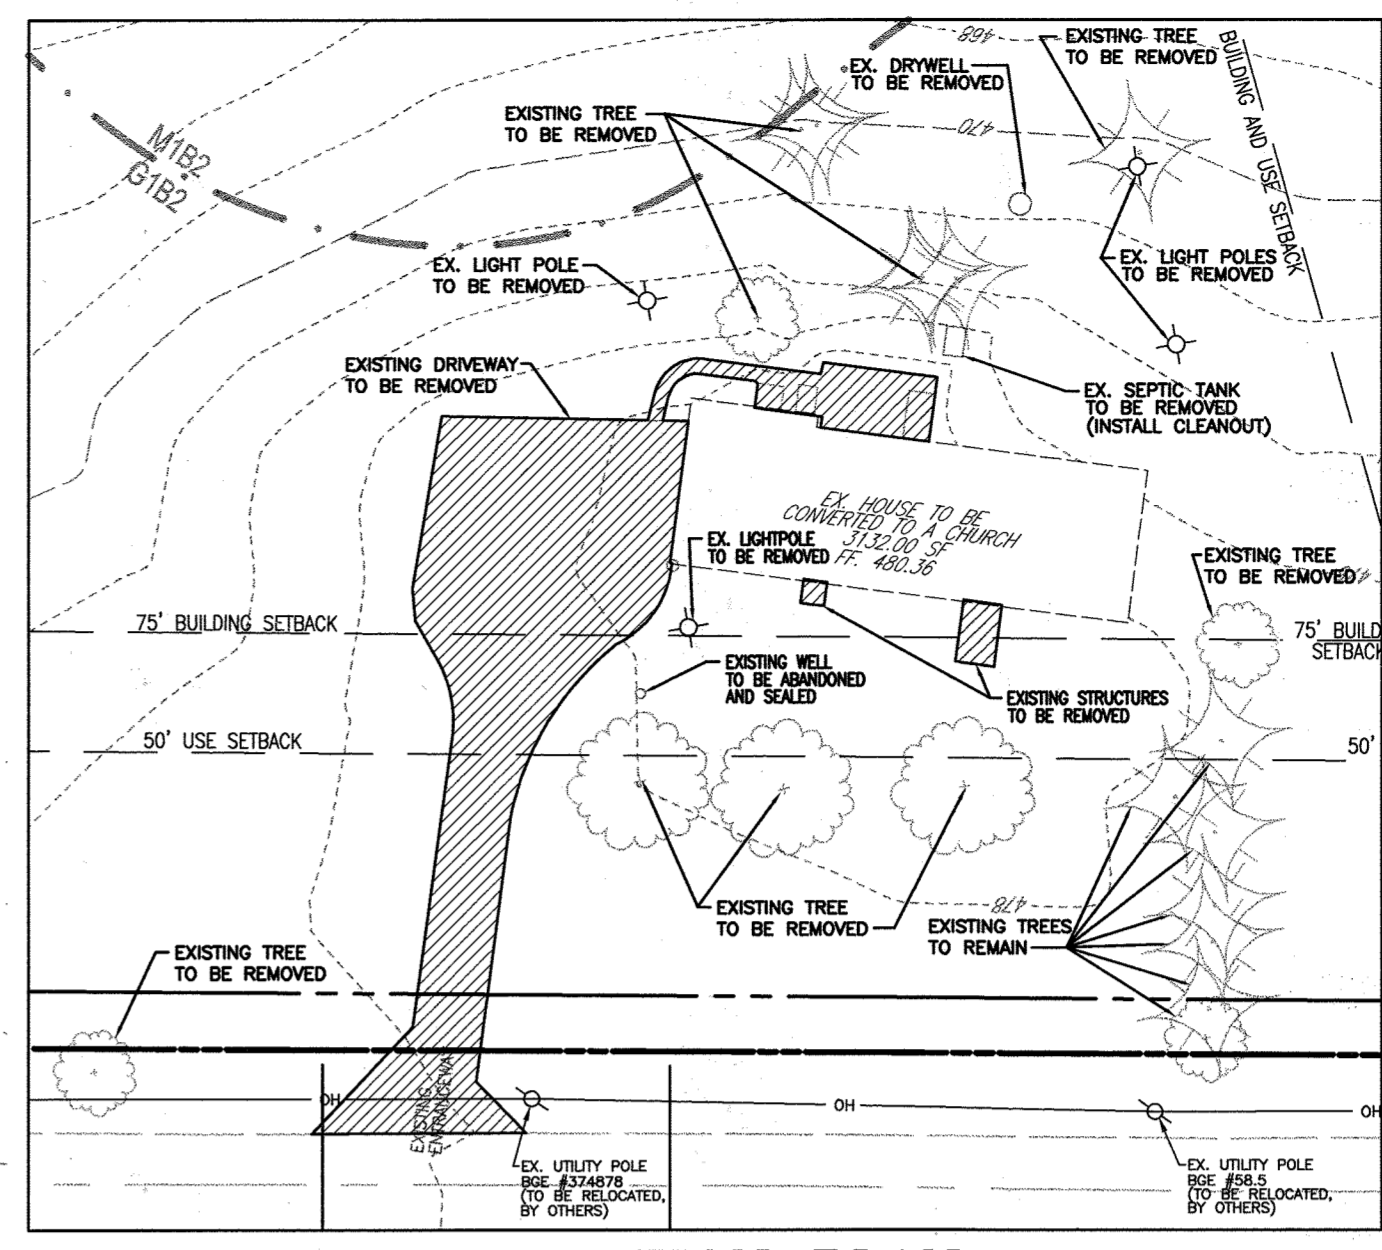 468
EXISTING TREE
TO BE REMOVED
BUILDING AND USE SETBACK
EX. DRYWELL
TO BE REMOVED
EXISTING TREE
TO BE REMOVED
470
M1B2
G1B2
EX. LIGHT POLE
TO BE REMOVED
EX. LIGHT POLES
TO BE REMOVED
EXISTING DRIVEWAY
TO BE REMOVED
EX. SEPTIC TANK
TO BE REMOVED
(INSTALL CLEANOUT)
EX. HOUSE TO BE
CONVERTED TO A CHURCH
3132.00 SF
FF. 480.36
EX. LIGHTPOLE
TO BE REMOVED
EXISTING TREE
TO BE REMOVED
75' BUILDING SETBACK
75' BUILD
SETBACK
EXISTING WELL
TO BE ABANDONED
AND SEALED
EXISTING STRUCTURES
TO BE REMOVED
50' USE SETBACK
50'
478
EXISTING TREE
TO BE REMOVED
EXISTING TREES
TO REMAIN
EXISTING TREE
TO BE REMOVED
EXISTING
ENTRANCEWAY
OH
OH
OH
EX. UTILITY POLE
BGE #374878
(TO BE RELOCATED,
BY OTHERS)
EX. UTILITY POLE
BGE #58.5
(TO BE RELOCATED,
BY OTHERS)